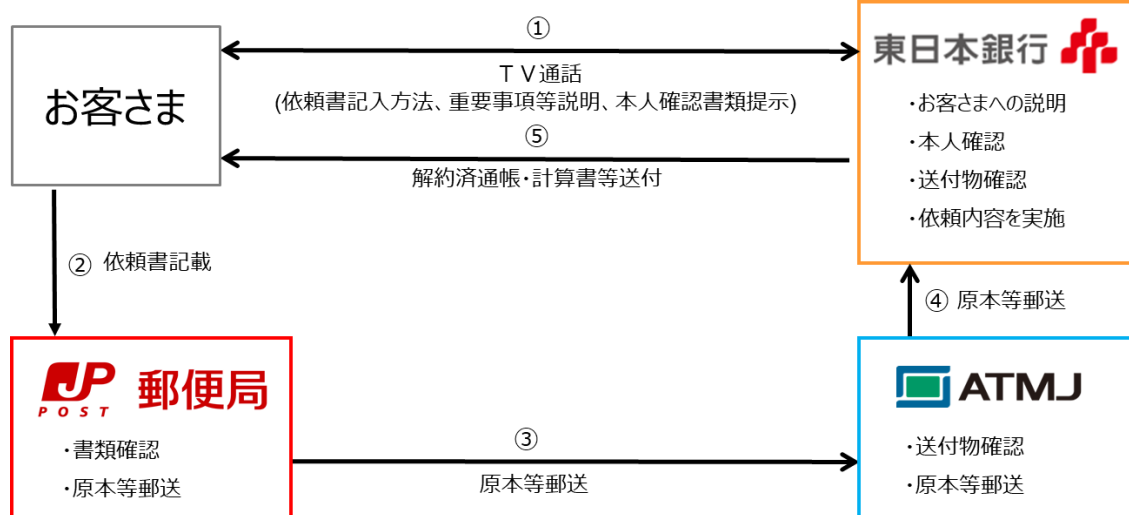 ①
東日本銀行
TV通話
お客さま
(依頼書記入方法、重要事項等説明、本人確認書類提示)
・お客さまへの説明
⑤
・本人確認
解約済通帳・計算書等送付
・送付物確認
・依頼内容を実施
② 依頼書記載
④ 原本等郵送
JP
POST
郵便局
ATMJ
③
・書類確認
・送付物確認
原本等郵送
・原本等郵送
・原本等郵送